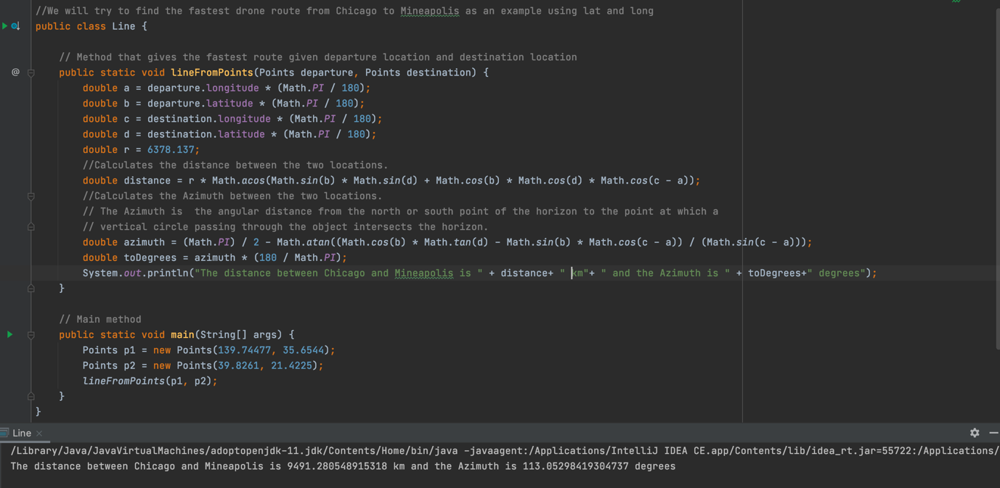 //We will try to find the fastest drone route from Chicago to Mineapolis as an example using lat and long
public class Line {
// Method that gives the fastest route given departure location and destination location
@ public static void lineFromPoints(Points departure, Points destination) {
double a = departure.longitude * (Math.PI / 180);
double b = departure.latitude * (Math.PI / 180);
double c = destination.longitude * (Math.PI / 180);
double d = destination.latitude * (Math.PI / 180);
double r = 6378.137;
//Calculates the distance between the two locations.
double distance = r * Math.acos(Math.sin(b) * Math.sin(d) + Math.cos(b) * Math.cos(d) * Math.cos(c - a));
//Calculates the Azimuth between the two locations.
// The Azimuth is  the angular distance from the north or south point of the horizon to the point at which a
// vertical circle passing through the object intersects the horizon.
double azimuth = (Math.PI) / 2 - Math.atan((Math.cos(b) * Math.tan(d) - Math.sin(b) * Math.cos(c - a)) / (Math.sin(c - a)));
double toDegrees = azimuth * (180 / Math.PI);
System.out.println("The distance between Chicago and Mineapolis is " + distance+ " km"+ " and the Azimuth is " + toDegrees+" degrees");
}
// Main method
public static void main(String[] args) {
Points p1 = new Points(139.74477, 35.6544);
Points p2 = new Points(39.8261, 21.4225);
lineFromPoints(p1, p2);
}
}
Line
/Library/Java/JavaVirtualMachines/adoptopenjdk-11.jdk/Contents/Home/bin/java -javaagent:/Applications/IntelliJ IDEA CE.app/Contents/lib/idea_rt.jar=55722:/Applications/
The distance between Chicago and Mineapolis is 9491.280548915318 km and the Azimuth is 113.05298419304737 degrees